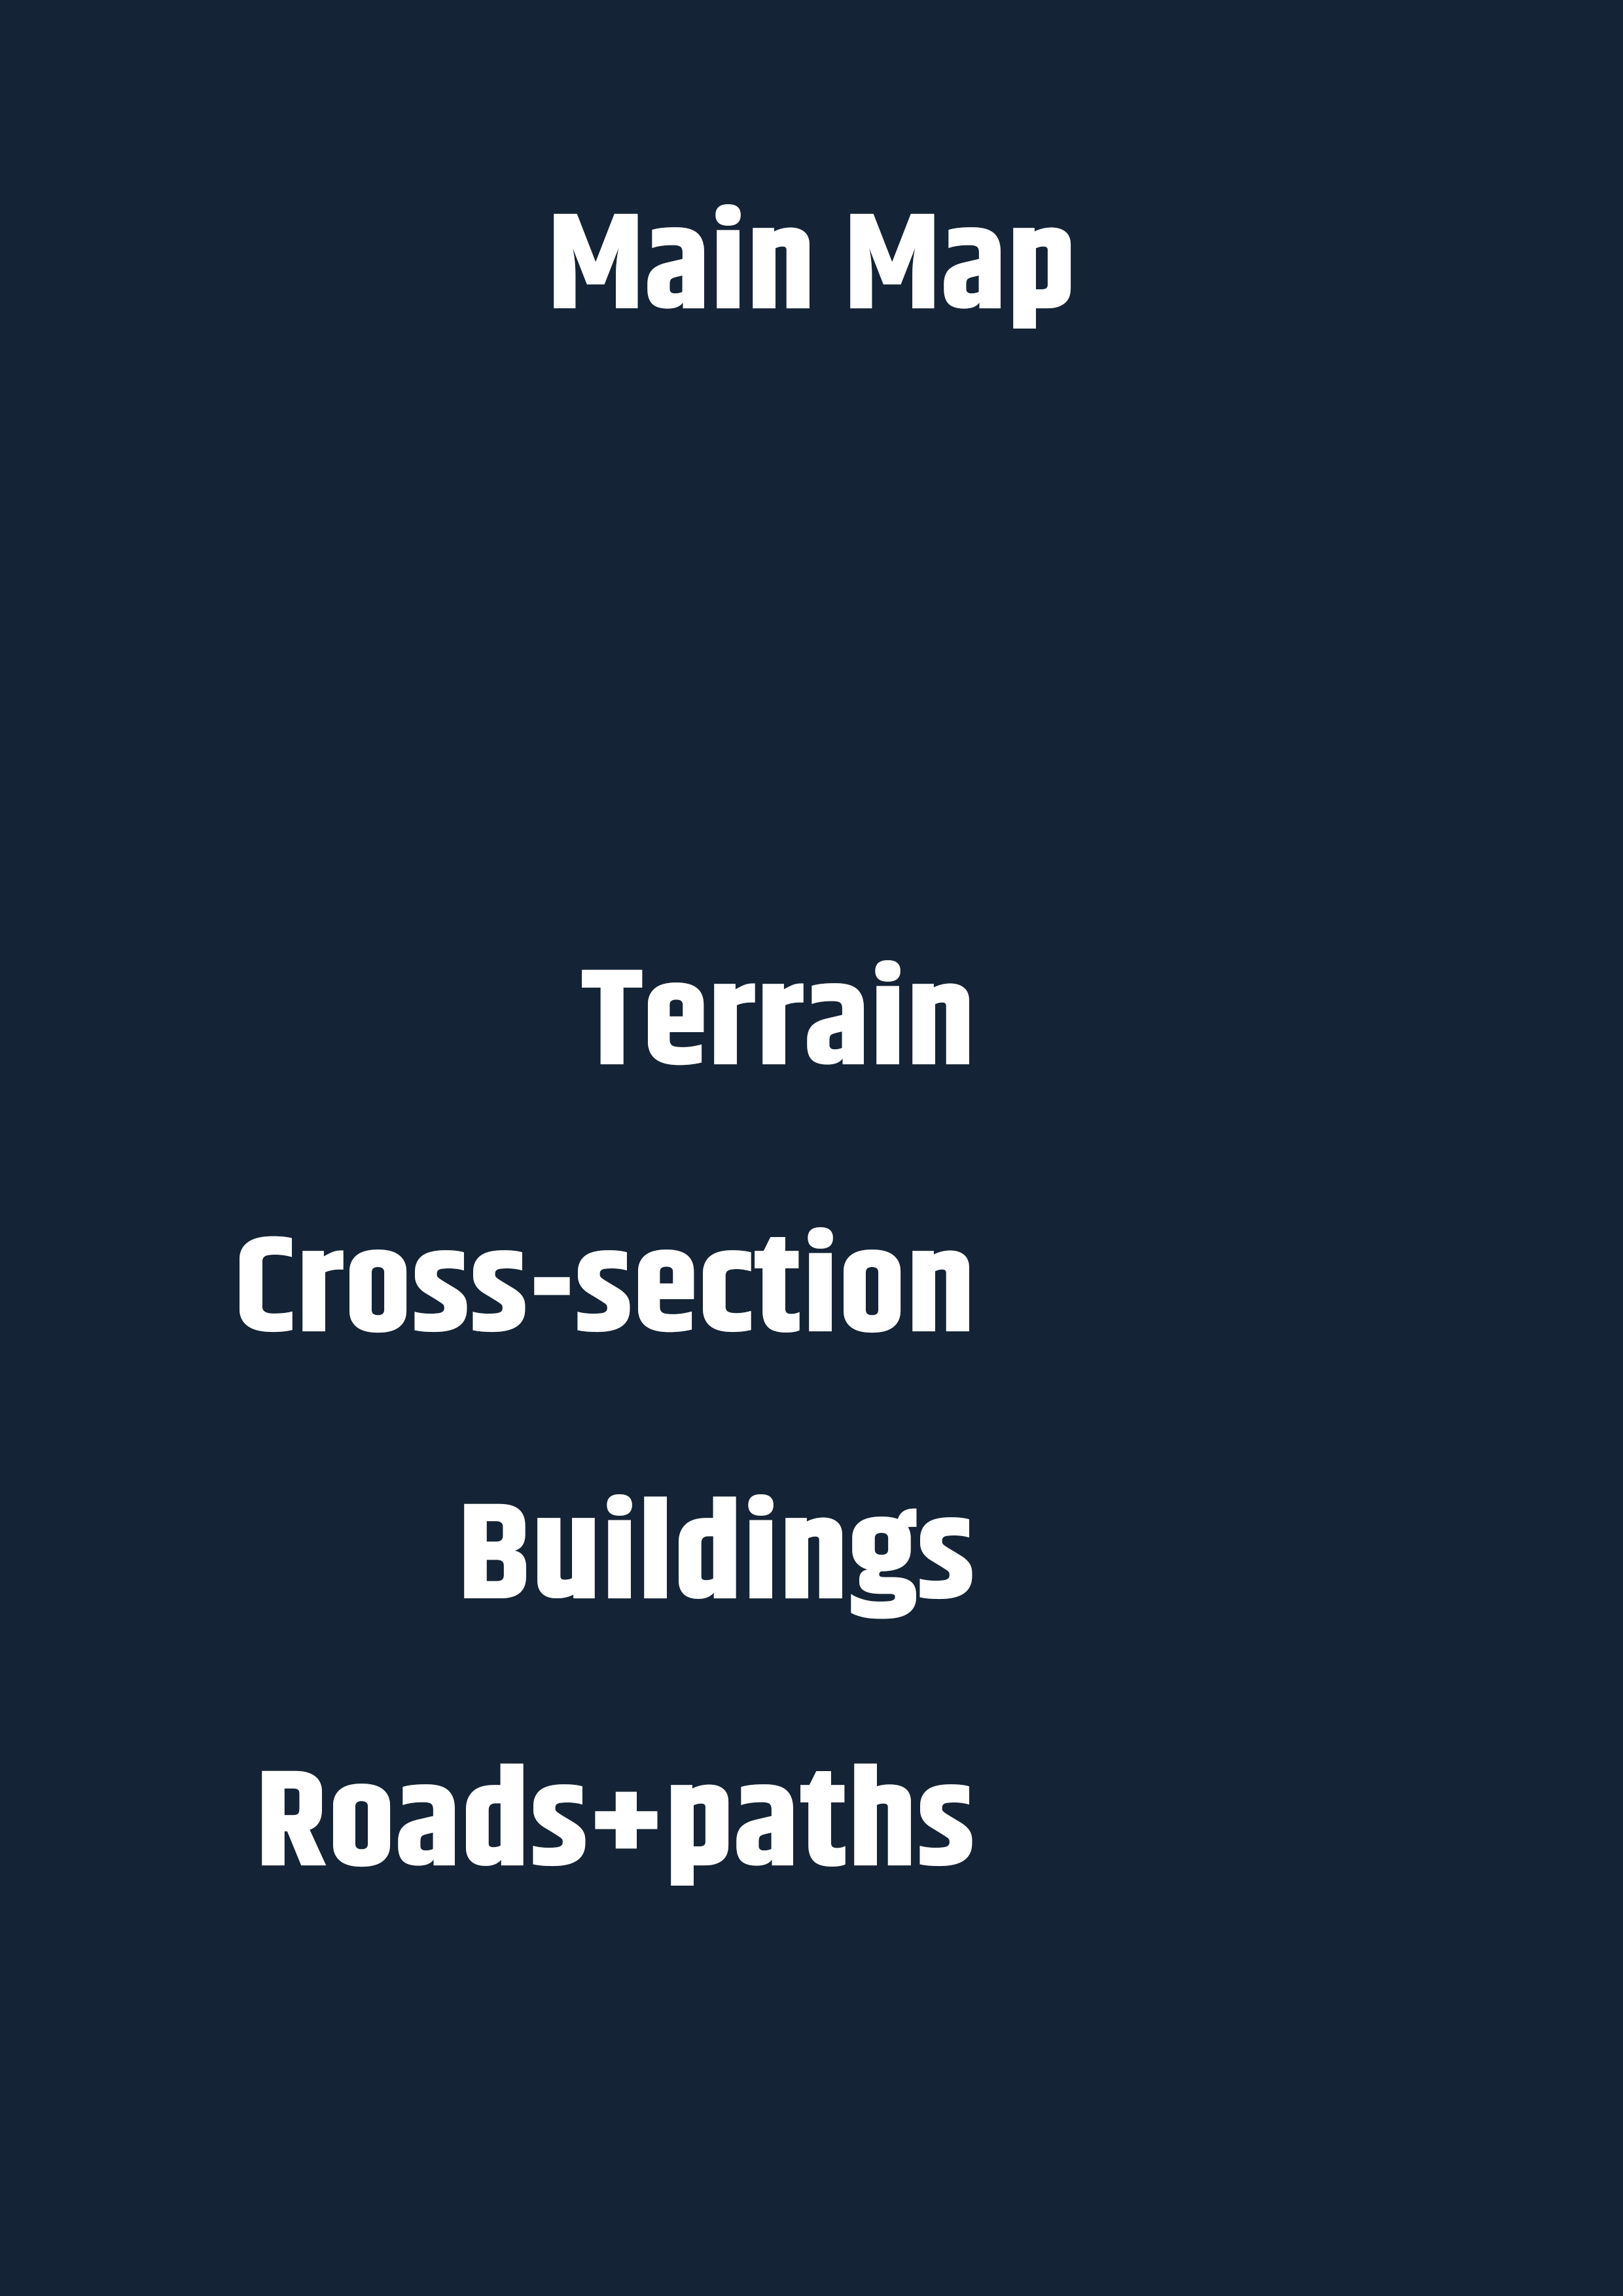 Main Map
Terrain
Cross-section
Buildings
Roads+paths